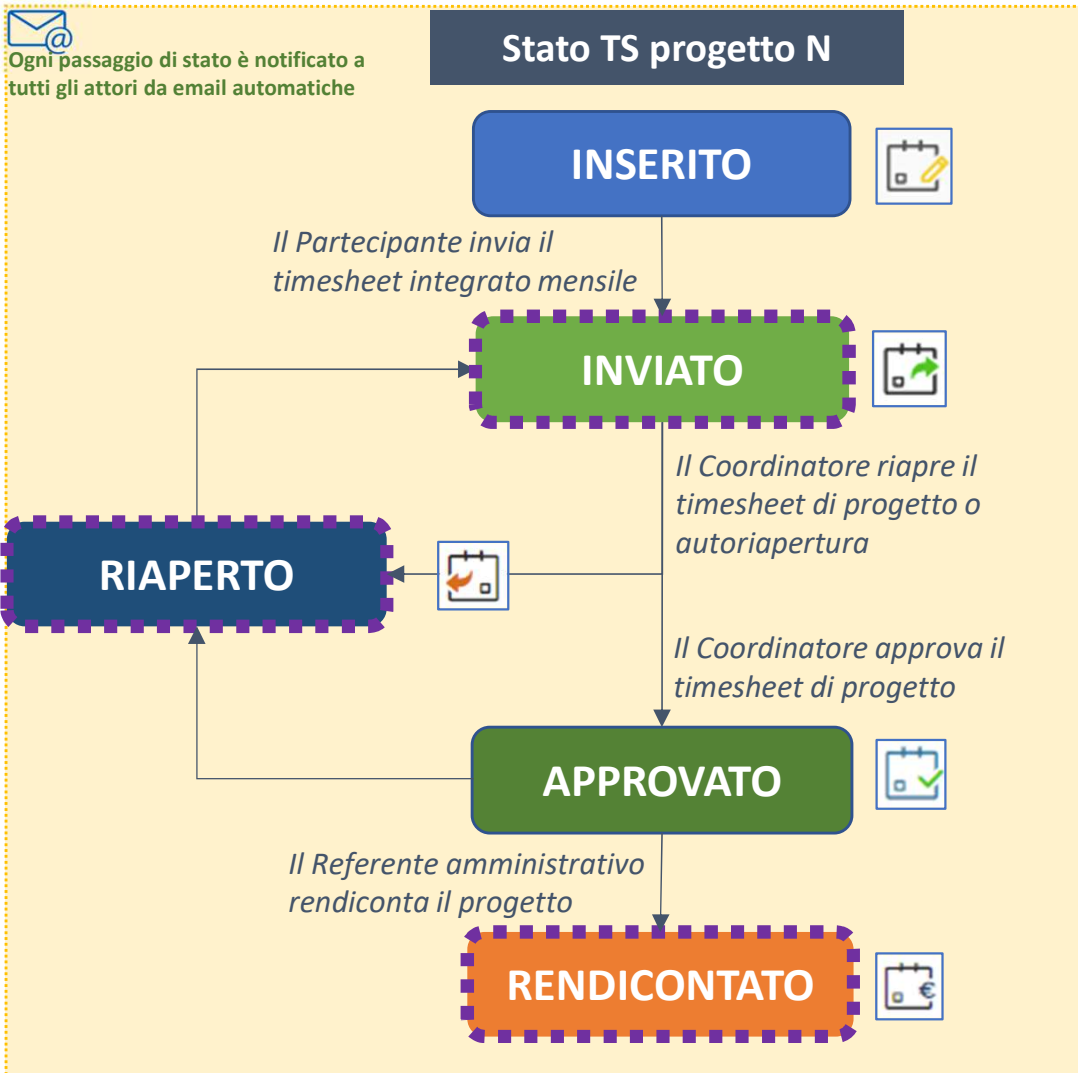 Ogni passaggio di stato è notificato a
tutti gli attori da email automatiche
Stato TS progetto N
INSERITO
Il Partecipante invia il
timesheet integrato mensile
INVIATO
Il Coordinatore riapre il
timesheet di progetto o
autoriapertura
RIAPERTO
Il Coordinatore approva il
timesheet di progetto
APPROVATO
Il Referente amministrativo
rendiconta il progetto
RENDICONTATO